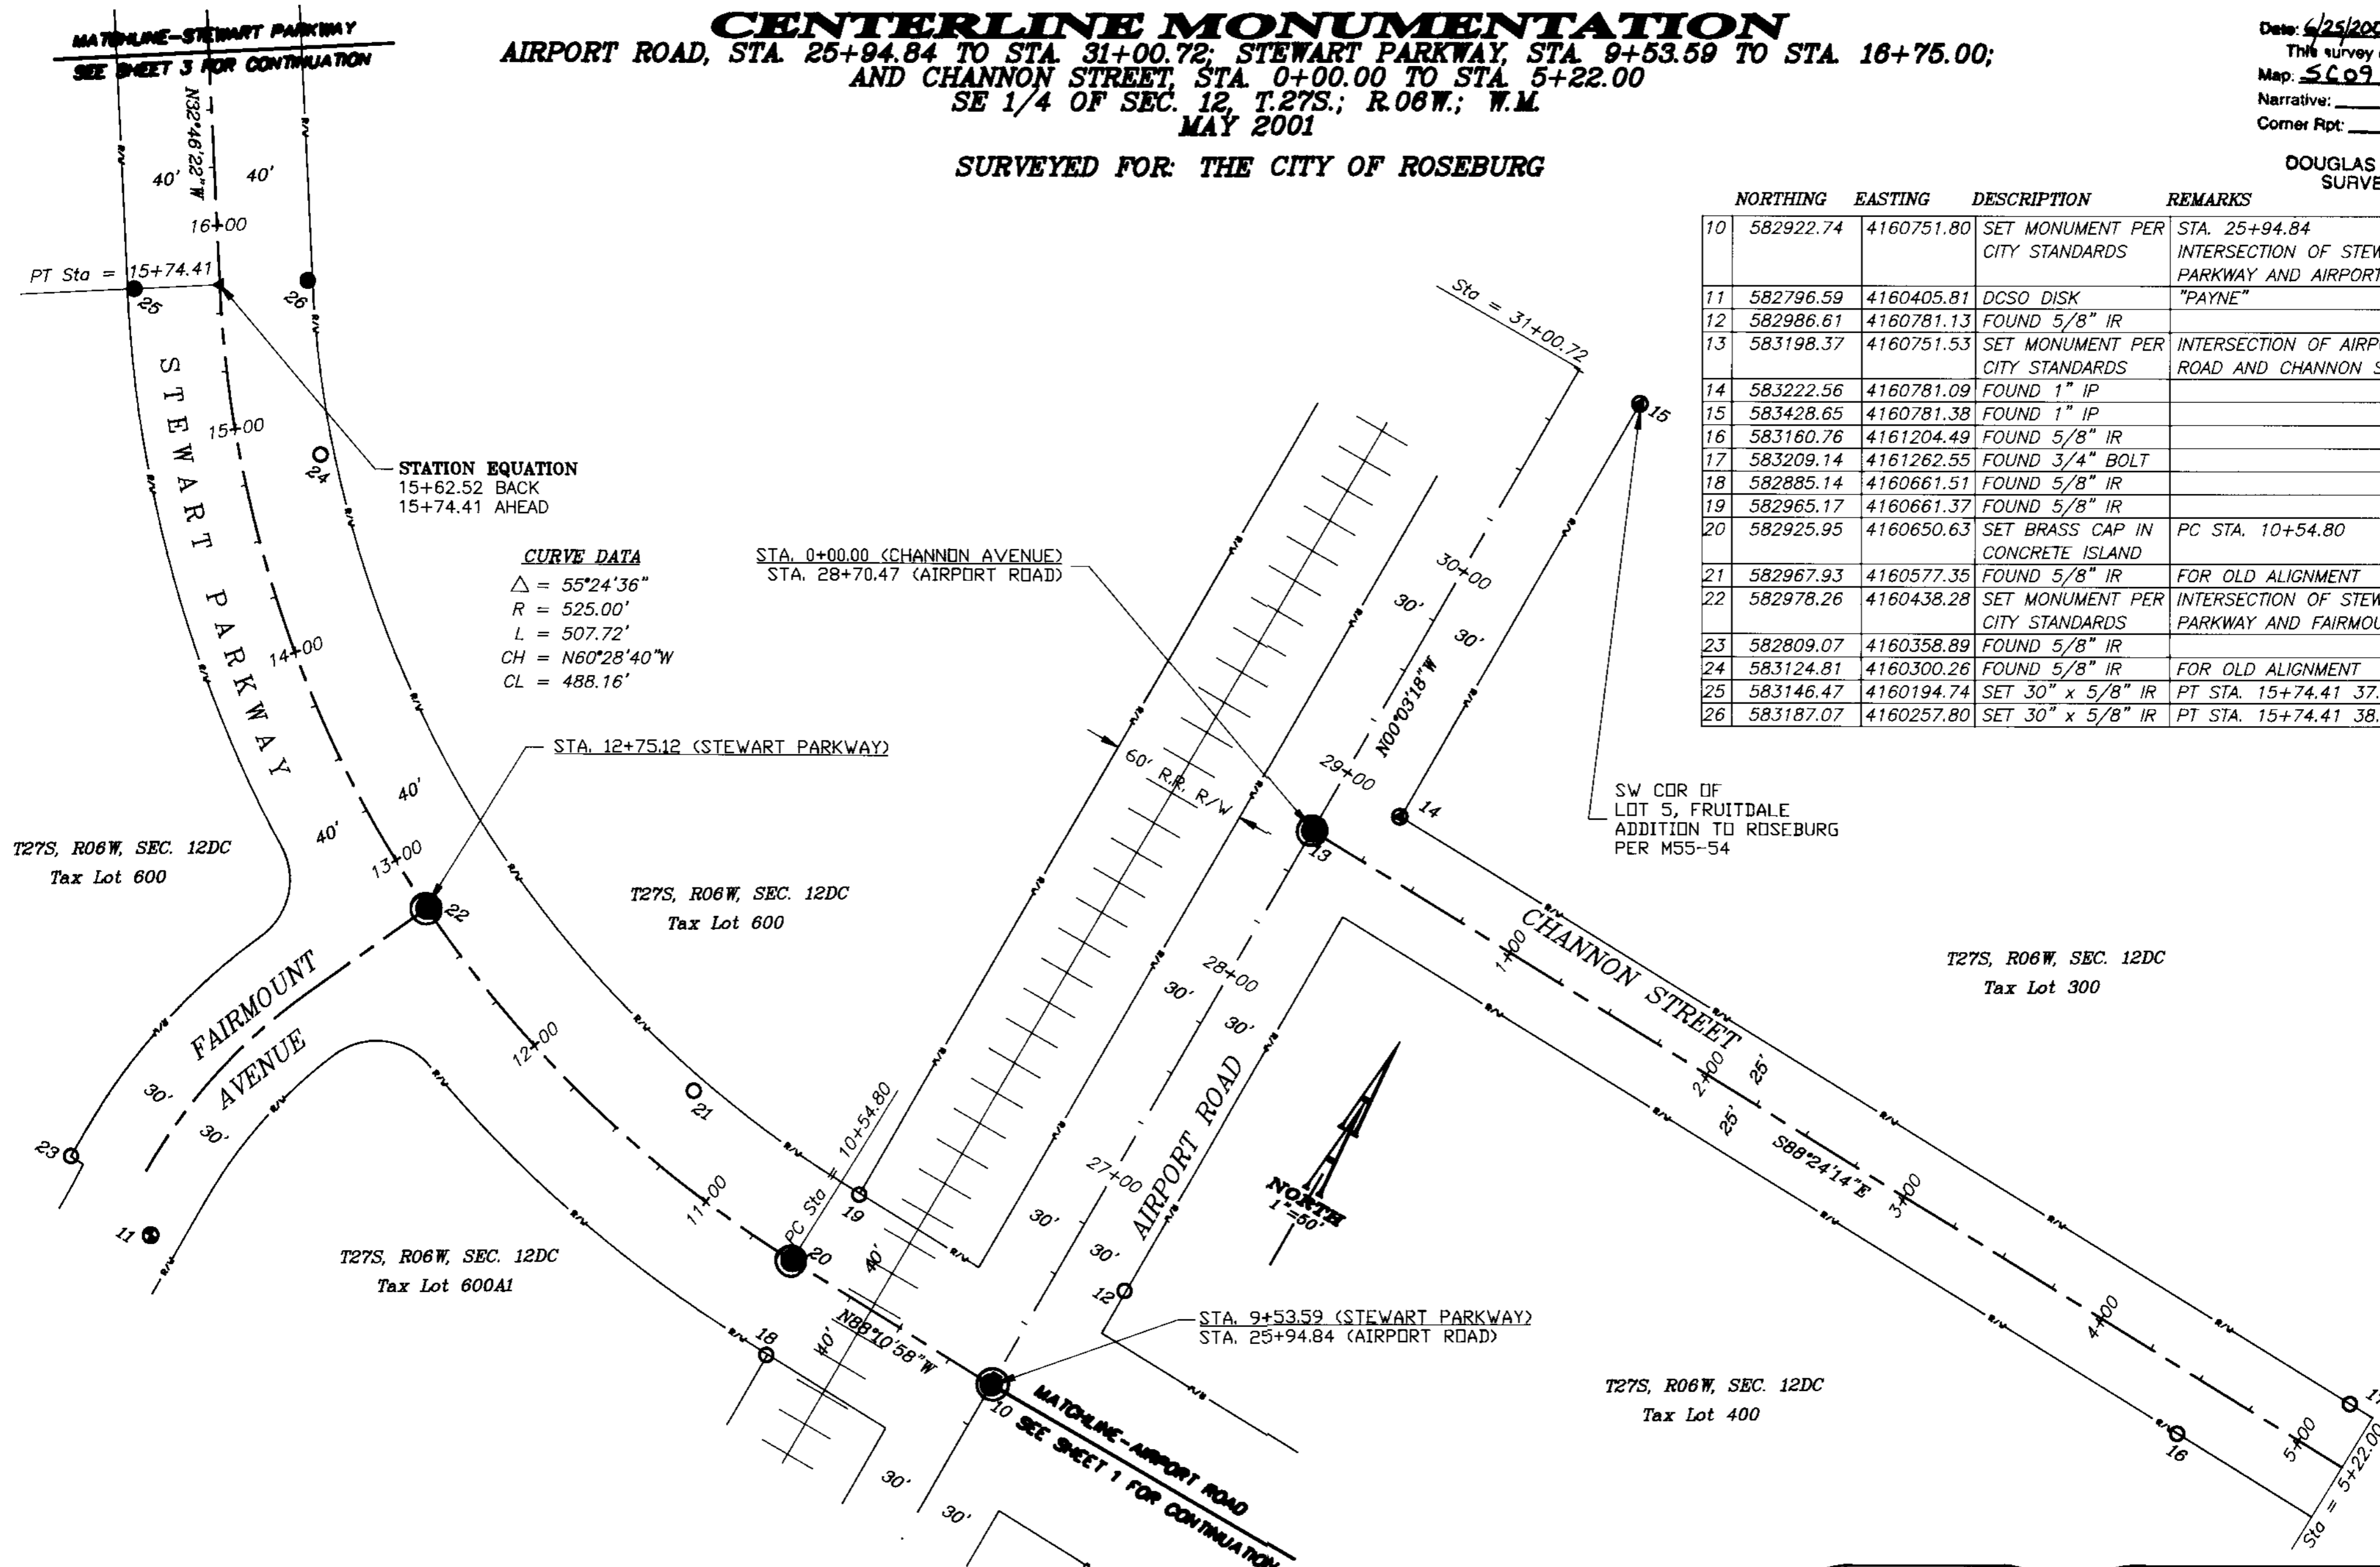 MATCHLINE-STEWART PARKWAY
SEE SHEET 3 FOR CONTINUATION
CENTERLINE MONUMENTATION
AIRPORT ROAD, STA. 25+94.84 TO STA. 31+00.72; STEWART PARKWAY, STA. 9+53.59 TO STA. 16+75.00;
AND CHANNON STREET, STA. 0+00.00 TO STA. 5+22.00
SE 1/4 OF SEC. 12, T.27S.; R.06W.; W.M.
MAY 2001
SURVEYED FOR: THE CITY OF ROSEBURG
Date: 6/25/200
This survey
Map: SC09
Narrative:
Corner Rpt:
DOUGLAS
SURVE
NORTHING EASTING DESCRIPTION REMARKS
10 582922.74 4160751.80 SET MONUMENT PER STA. 25+94.84
CITY STANDARDS INTERSECTION OF STEW
PARKWAY AND AIRPORT
11 582796.59 4160405.81 DCSO DISK "PAYNE"
12 582986.61 4160781.13 FOUND 5/8" IR
13 583198.37 4160751.53 SET MONUMENT PER INTERSECTION OF AIRP
CITY STANDARDS ROAD AND CHANNON S
14 583222.56 4160781.09 FOUND 1" IP
15 583428.65 4160781.38 FOUND 1" IP
16 583160.76 4161204.49 FOUND 5/8" IR
17 583209.14 4161262.55 FOUND 3/4" BOLT
18 582885.14 4160661.51 FOUND 5/8" IR
19 582965.17 4160661.37 FOUND 5/8" IR
20 582925.95 4160650.63 SET BRASS CAP IN PC STA. 10+54.80
CONCRETE ISLAND
21 582967.93 4160577.35 FOUND 5/8" IR FOR OLD ALIGNMENT
22 582978.26 4160438.28 SET MONUMENT PER INTERSECTION OF STEW
CITY STANDARDS PARKWAY AND FAIRMOU
23 582809.07 4160358.89 FOUND 5/8" IR
24 583124.81 4160300.26 FOUND 5/8" IR FOR OLD ALIGNMENT
25 583146.47 4160194.74 SET 30" x 5/8" IR PT STA. 15+74.41 37.
26 583187.07 4160257.80 SET 30" x 5/8" IR PT STA. 15+74.41 38.
N32°46'22"W
R/W
R/W
40'
40'
16+00
PT Sta = 15+74.41
25
26
R/W
STEWART PARKWAY
15+00
24
R/W
R/W
STATION EQUATION
15+62.52 BACK
15+74.41 AHEAD
CURVE DATA
△ = 55°24'36"
R = 525.00'
L = 507.72'
CH = N60°28'40"W
CL = 488.16'
STA. 0+00.00 (CHANNON AVENUE)
STA. 28+70.47 (AIRPORT ROAD)
Sta = 31+00.72
15
30+00
30'
30'
N00°03'18"W
R/W
R/W
R/W
R/W
14+00
R/W
R/W
STA. 12+75.12 (STEWART PARKWAY)
60' R.R. R/W
R/W
R/W
29+00
14
13
SW COR OF
LOT 5, FRUITDALE
ADDITION TO ROSEBURG
PER M55-54
40'
40'
13+00
T27S, R06W, SEC. 12DC
Tax Lot 600
22
R/W
T27S, R06W, SEC. 12DC
Tax Lot 600
R/W
R/W
28+00
30'
30'
R/W
1+00
CHANNON STREET
R/W
T27S, R06W, SEC. 12DC
Tax Lot 300
FAIRMOUNT
AVENUE
R/W
R/W
30'
30'
12+00
R/W
R/W
R/W
21
2+00
25'
25'
R/W
R/W
S88°24'14"E
3+00
R/W
R/W
23
11
R/W
11+00
R/W
PC Sta = 10+54.80
R/W
19
20
R/W
R/W
27+00
AIRPORT ROAD
R/W
30'
30'
12
NORTH
1"=50'
T27S, R06W, SEC. 12DC
Tax Lot 600A1
40'
40'
N88°10'58"W
R/W
18
STA. 9+53.59 (STEWART PARKWAY)
STA. 25+94.84 (AIRPORT ROAD)
R/W
4+00
R/W
R/W
10
MATCHLINE-AIRPORT ROAD
SEE SHEET 1 FOR CONTINUATION
30'
30'
T27S, R06W, SEC. 12DC
Tax Lot 400
R/W
16
17
5+00
Sta = 5+22.00